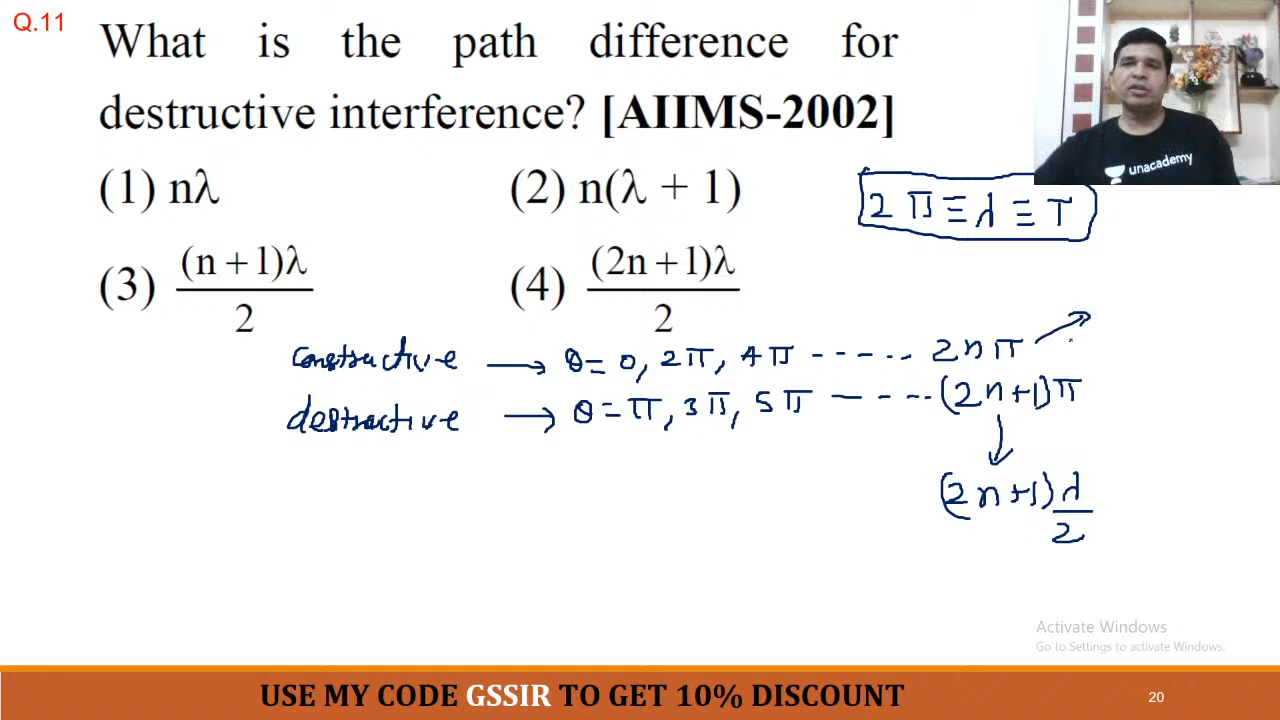 Q.11
What is the path difference for
destructive interference? [AIIMS-2002]
(1) nλ
(2) n(λ + 1)
(3) (n + 1)λ / 2
(4) (2n + 1)λ / 2
unacademy
2π ≡ λ ≡ T
constructive → θ = 0, 2π, 4π ------ 2nπ
destructive → θ = π, 3π, 5π ------ (2n+1)π
(2n+1) λ/2
Activate Windows
Go to Settings to activate Windows.
USE MY CODE GSSIR TO GET 10% DISCOUNT
20